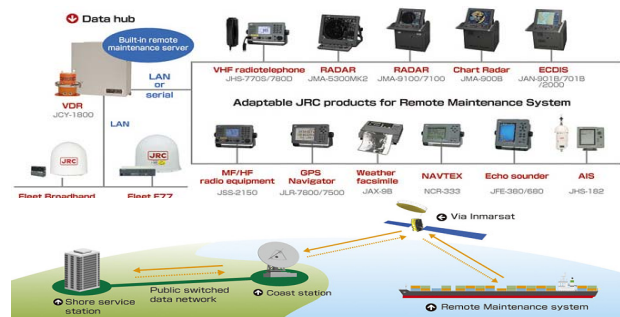 Data hub
Built-in remote
maintenance server
LAN
or
serial
VDR
JCY-1800
LAN
JRC
JRC
Fleet Broadband
Fleet F77
VHF radiotelephone
JHS-770S/780D
RADAR
JMA-5300MK2
RADAR
JMA-9100/7100
Chart Radar
JMA-900B
ECDIS
JAN-901B/701B
/2000
Adaptable JRC products for Remote Maintenance System
MF/HF
radio equipment
JSS-2150
GPS
Navigator
JLR-7800/7500
Weather
facsimile
JAX-9B
NAVTEX
NCR-333
Echo sounder
JFE-380/680
AIS
JHS-182
Via Inmarsat
Shore service
station
Public switched
data network
Coast station
Remote Maintenance system